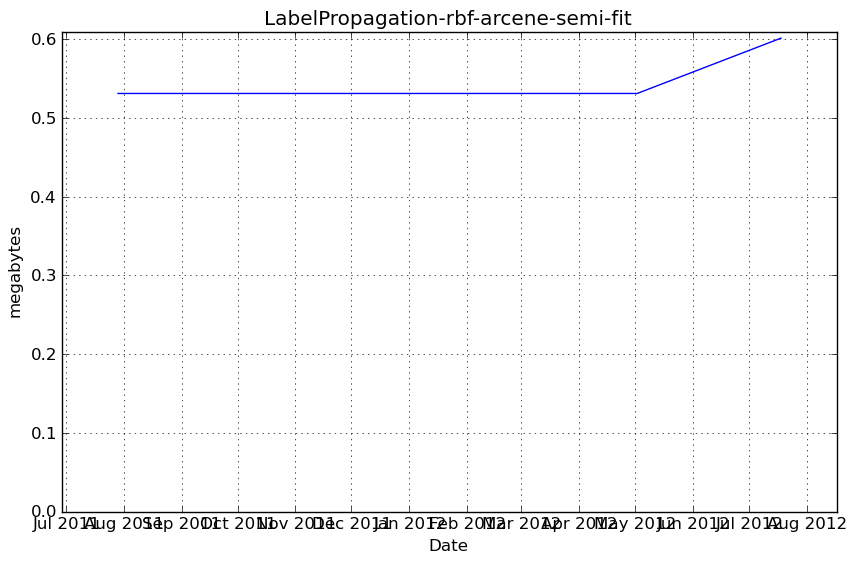 LabelPropagation-rbf-arcene-semi-fit
0.6
0.5
0.4
0.3
0.2
0.1
0.0
megabytes
Jul 2011 Aug 2011 Sep 2011 Oct 2011 Nov 2011 Dec 2011 Jan 2012 Feb 2012 Mar 2012 Apr 2012 May 2012 Jun 2012 Jul 2012 Aug 2012
Date